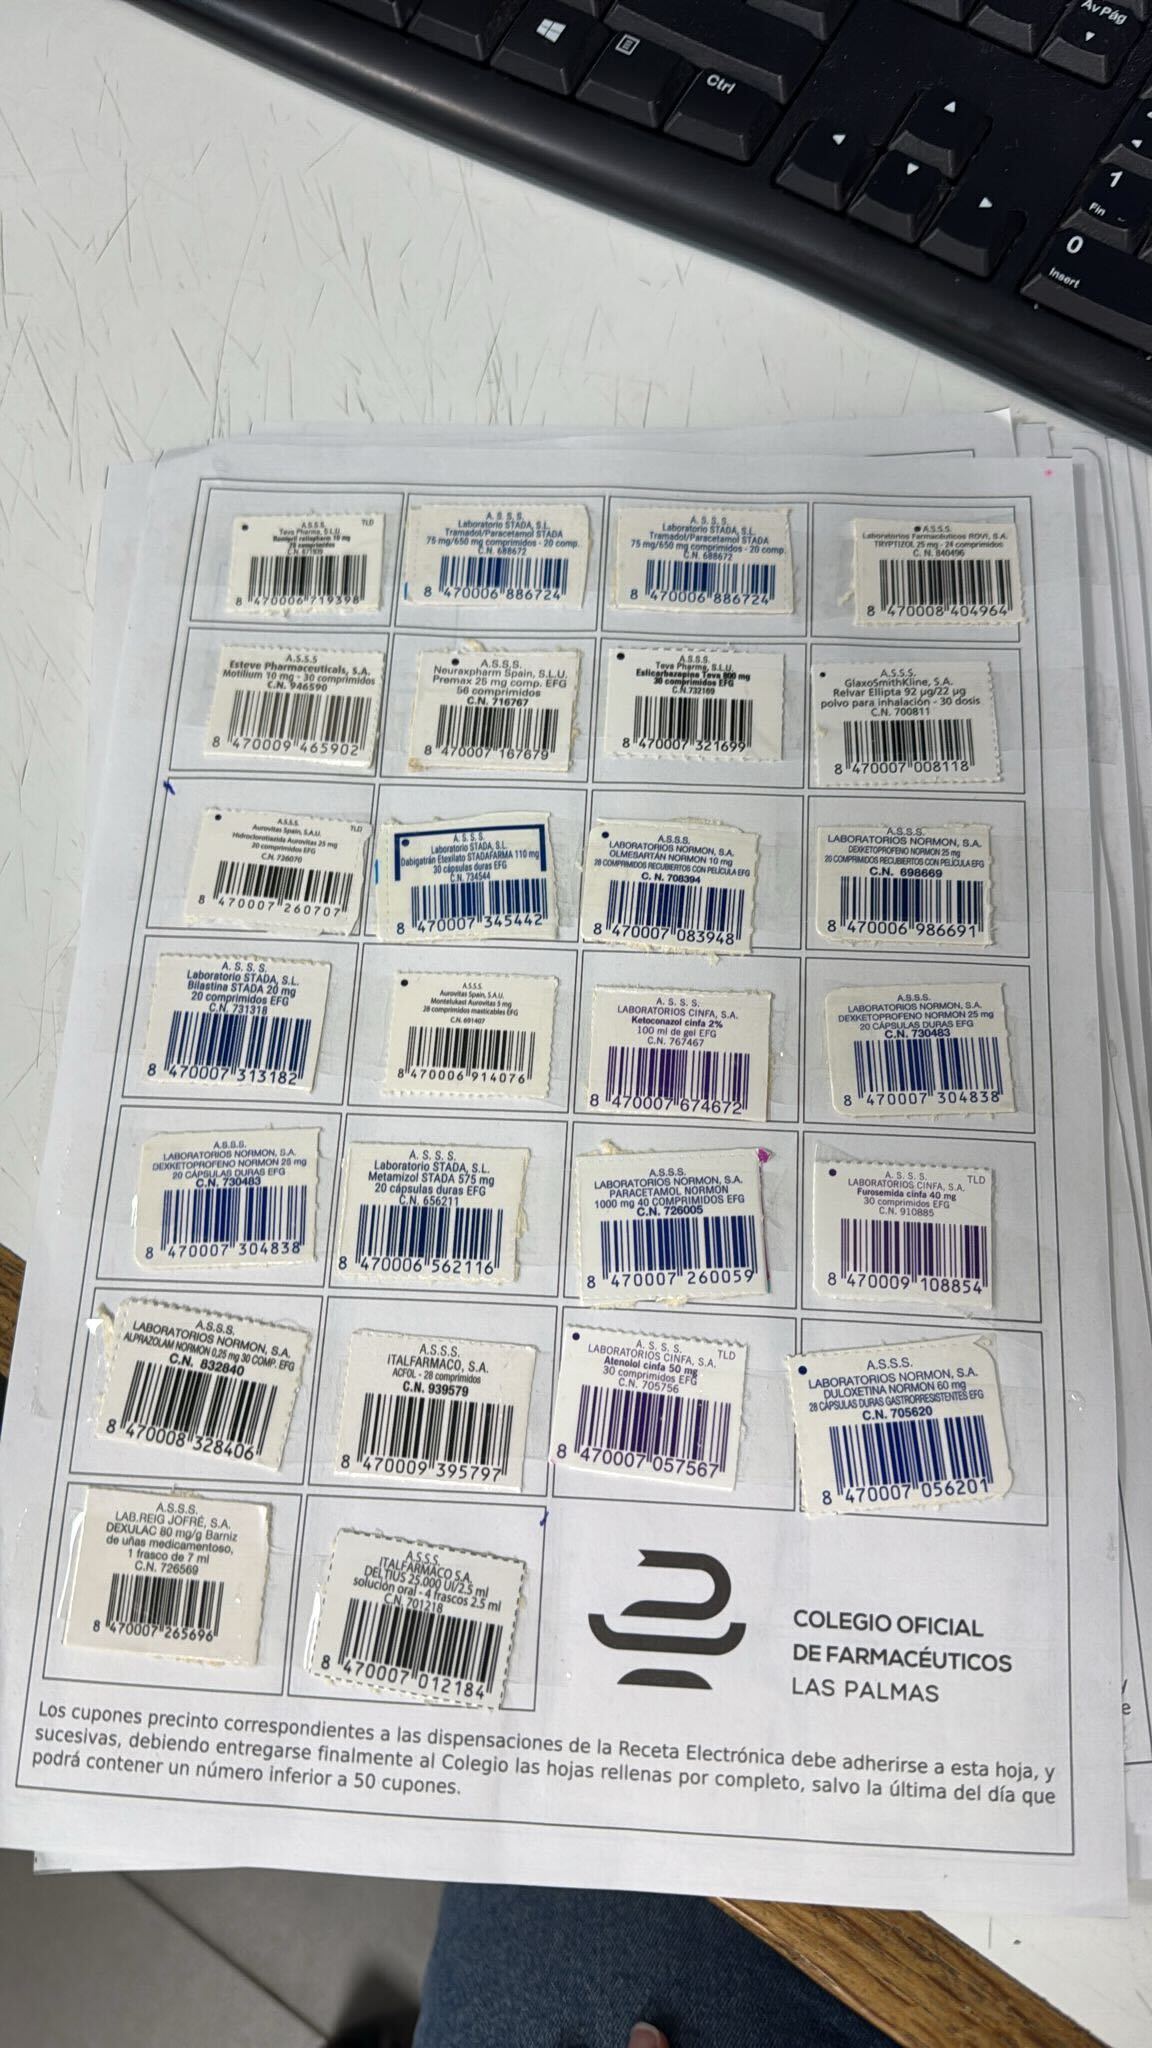 AvPág
Ctrl
1
Fin
0
Insert
A.S.S.S. TLD
Teva Pharma, S.L.U.
Ramipril ratiopharm 10 mg
28 comprimidos
C.N. 671939
8 470006 719398
A. S. S. S.
Laboratorio STADA, S.L.
Tramadol/Paracetamol STADA
75 mg/650 mg comprimidos - 20 comp.
C.N. 688672
8 470006 886724
A. S. S. S.
Laboratorio STADA, S.L.
Tramadol/Paracetamol STADA
75 mg/650 mg comprimidos - 20 comp.
C.N. 688672
8 470006 886724
A.S.S.S.
Laboratorios Farmacéuticos ROVI, S.A.
TRYPTIZOL 25 mg - 24 comprimidos
C. N. 840496
8 470008 404964
A.S.S.S
Esteve Pharmaceuticals, S.A.
Motilium 10 mg - 30 comprimidos
C.N. 946590
8 470009 465902
A.S.S.S.
Neuraxpharm Spain, S.L.U.
Premax 25 mg comp. EFG
56 comprimidos
C.N. 716767
8 470007 167679
A.S.S.S.
Teva Pharma, S.L.U.
Eslicarbazepina Teva 800 mg
30 comprimidos EFG
C.N.732169
8 470007 321699
A.S.S.S.
GlaxoSmithKline, S.A.
Relvar Ellipta 92 µg/22 µg
polvo para inhalación - 30 dosis
C.N. 700811
8 470007 008118
A.S.S.S. TLD
Aurovitas Spain, S.A.U.
Hidroclorotiazida Aurovitas 25 mg
20 comprimidos EFG
C.N. 726070
8 470007 260707
A. S. S. S.
Laboratorio STADA, S.L.
Dabigatrán Etexilato STADAFARMA 110 mg
30 cápsulas duras EFG
C.N. 734544
8 470007 345442
A.S.S.S.
LABORATORIOS NORMON, S.A.
OLMESARTÁN NORMON 10 mg
28 COMPRIMIDOS RECUBIERTOS CON PELÍCULA EFG
C. N. 708394
8 470007 083948
A.S.S.S.
LABORATORIOS NORMON, S.A.
DEXKETOPROFENO NORMON 25 mg
20 COMPRIMIDOS RECUBIERTOS CON PELÍCULA EFG
C.N. 698669
8 470006 986691
A. S. S. S.
Laboratorio STADA, S.L.
Bilastina STADA 20 mg
20 comprimidos EFG
C.N. 731318
8 470007 313182
A.S.S.S.
Aurovitas Spain, S.A.U.
Montelukast Aurovitas 5 mg
28 comprimidos masticables EFG
C.N. 691407
8 470006 914076
A. S. S. S.
LABORATORIOS CINFA, S.A.
Ketoconazol cinfa 2%
100 ml de gel EFG
C.N. 767467
8 470007 674672
A.S.S.S.
LABORATORIOS NORMON, S.A.
DEXKETOPROFENO NORMON 25 mg
20 CÁPSULAS DURAS EFG
C.N. 730483
8 470007 304838
A.S.S.S.
LABORATORIOS NORMON, S.A.
DEXKETOPROFENO NORMON 25 mg
20 CÁPSULAS DURAS EFG
C.N. 730483
8 470007 304838
A. S. S. S.
Laboratorio STADA, S.L.
Metamizol STADA 575 mg
20 cápsulas duras EFG
C.N. 656211
8 470006 562116
A.S.S.S.
LABORATORIOS NORMON, S.A.
PARACETAMOL NORMON
1000 mg 40 COMPRIMIDOS EFG
C.N. 726005
8 470007 260059
A. S. S. S. TLD
LABORATORIOS CINFA, S.A.
Furosemida cinfa 40 mg
30 comprimidos EFG
C.N. 910885
8 470009 108854
A.S.S.S.
LABORATORIOS NORMON, S.A.
ALPRAZOLAM NORMON 0,25 mg 30 COMP. EFG
C.N. 832840
8 470008 328406
A.S.S.S.
ITALFARMACO, S.A.
ACFOL - 28 comprimidos
C.N. 939579
8 470009 395797
A. S. S. S. TLD
LABORATORIOS CINFA, S.A.
Atenolol cinfa 50 mg
30 comprimidos EFG
C.N. 705756
8 470007 057567
A.S.S.S.
LABORATORIOS NORMON, S.A.
DULOXETINA NORMON 60 mg
28 CÁPSULAS DURAS GASTRORRESISTENTES EFG
C.N. 705620
8 470007 056201
A.S.S.S.
LAB.REIG JOFRÉ, S.A.
DEXULAC 80 mg/g Barniz
de uñas medicamentoso,
1 frasco de 7 ml
C.N. 726569
8 470007 265696
A.S.S.S.
ITALFARMACO S.A.
DELTIUS 25.000 UI/2.5 ml
solución oral - 4 frascos 2.5 ml
C.N. 701218
8 470007 012184
COLEGIO OFICIAL
DE FARMACÉUTICOS
LAS PALMAS
Los cupones precinto correspondientes a las dispensaciones de la Receta Electrónica debe adherirse a esta hoja, y
sucesivas, debiendo entregarse finalmente al Colegio las hojas rellenas por completo, salvo la última del día que
podrá contener un número inferior a 50 cupones.